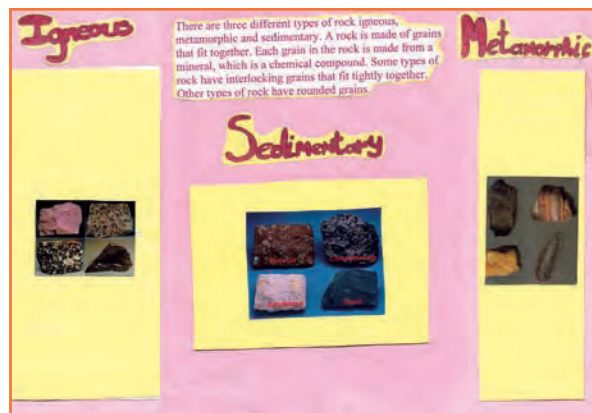 Igneous
There are three different types of rock igneous,
metamorphic and sedimentary. A rock is made of grains
that fit together. Each grain in the rock is made from a
mineral, which is a chemical compound. Some types of
rock have interlocking grains that fit tightly together.
Other types of rock have rounded grains
Metamorphic
Sedimentary